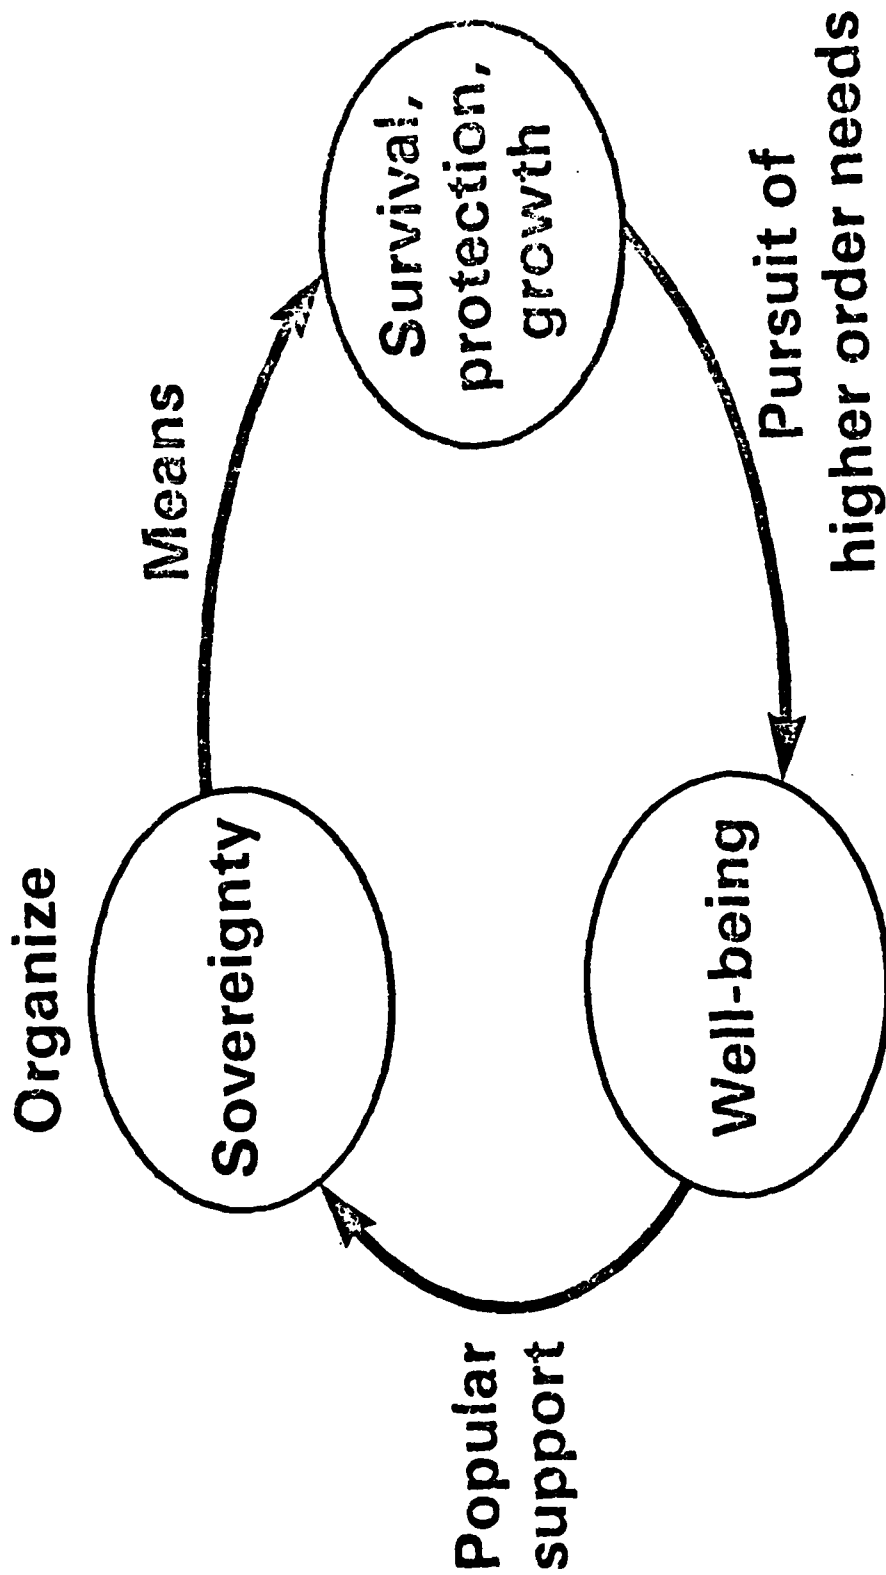 Organize
Sovereignty
Means
Survival,
protection,
growth
Pursuit of
higher order needs
Well-being
Popular
support